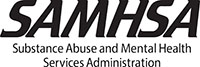 SAMHSA
Substance Abuse and Mental Health
Services Administration